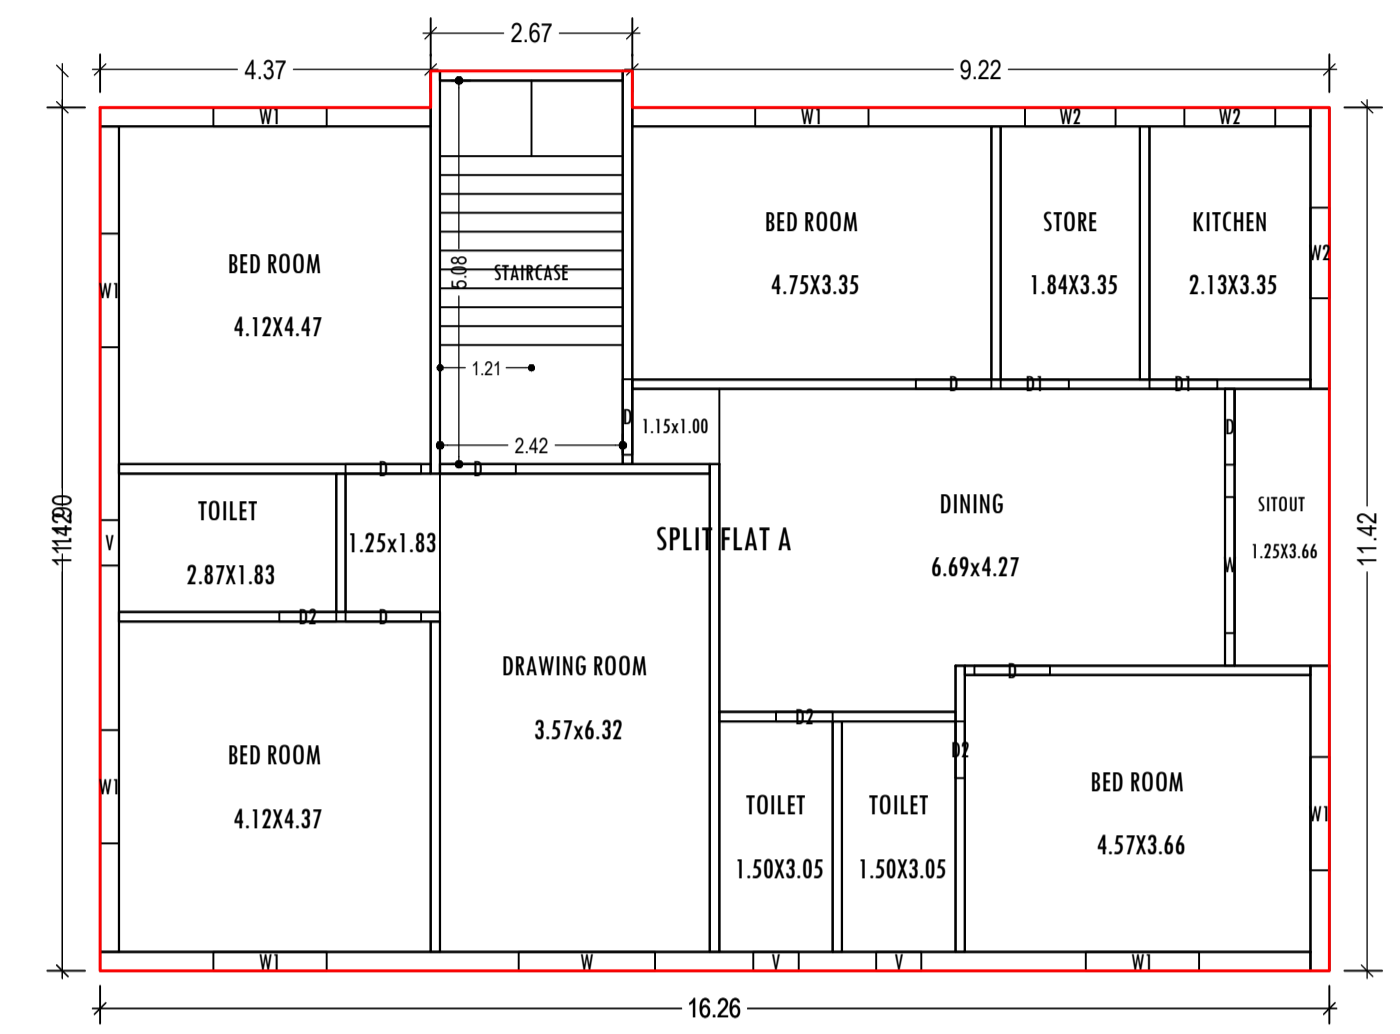 2.67
4.37
9.22
W1
W1
W2
W2
BED ROOM
4.12X4.47
W1
STAIRCASE
5.08
1.21
2.42
BED ROOM
4.75X3.35
STORE
1.84X3.35
KITCHEN
2.13X3.35
W2
D
D1
D1
D
1.15x1.00
D
D
D
TOILET
2.87X1.83
V
1.25x1.83
SPLIT FLAT A
DINING
6.69x4.27
SITOUT
1.25X3.66
W
11.42
D2
D
DRAWING ROOM
3.57x6.32
D
D2
D2
BED ROOM
4.12X4.37
W1
TOILET
1.50X3.05
TOILET
1.50X3.05
BED ROOM
4.57X3.66
W1
W1
W
V
V
W1
16.26